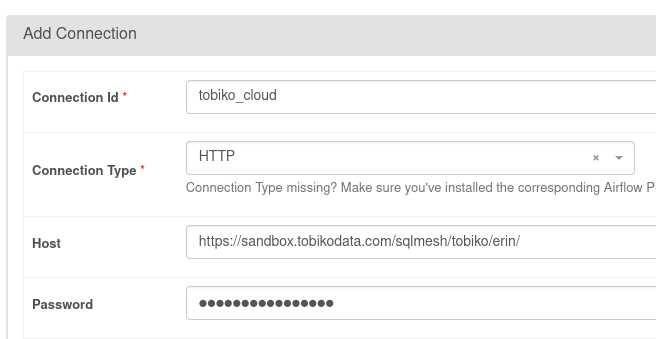 Add Connection
Connection Id *
tobiko_cloud
Connection Type *
HTTP
Connection Type missing? Make sure you've installed the corresponding Airflow P
Host
https://sandbox.tobikodata.com/sqlmesh/tobiko/erin/
Password
●●●●●●●●●●●●●●●●